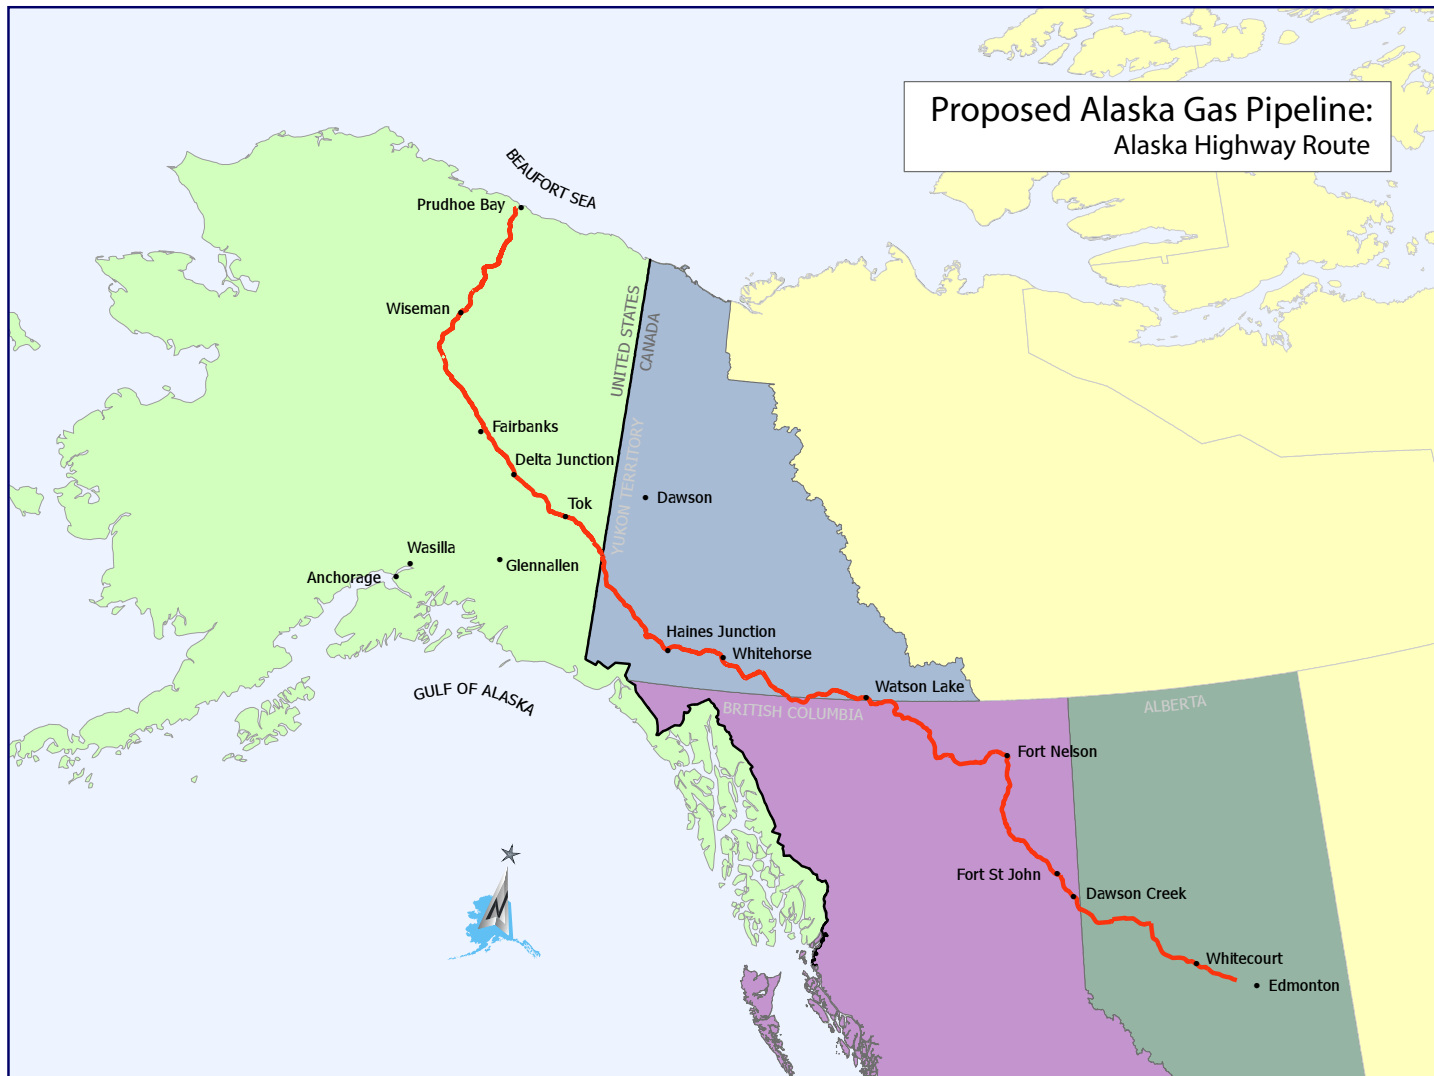 Proposed Alaska Gas Pipeline:
Alaska Highway Route
BEAUFORT SEA
Prudhoe Bay
Wiseman
UNITED STATES
CANADA
Fairbanks
Delta Junction
YUKON TERRITORY
Dawson
Tok
Wasilla
Glennallen
Anchorage
Haines Junction
Whitehorse
Watson Lake
GULF OF ALASKA
BRITISH COLUMBIA
ALBERTA
Fort Nelson
Fort St John
Dawson Creek
N
Whitecourt
Edmonton